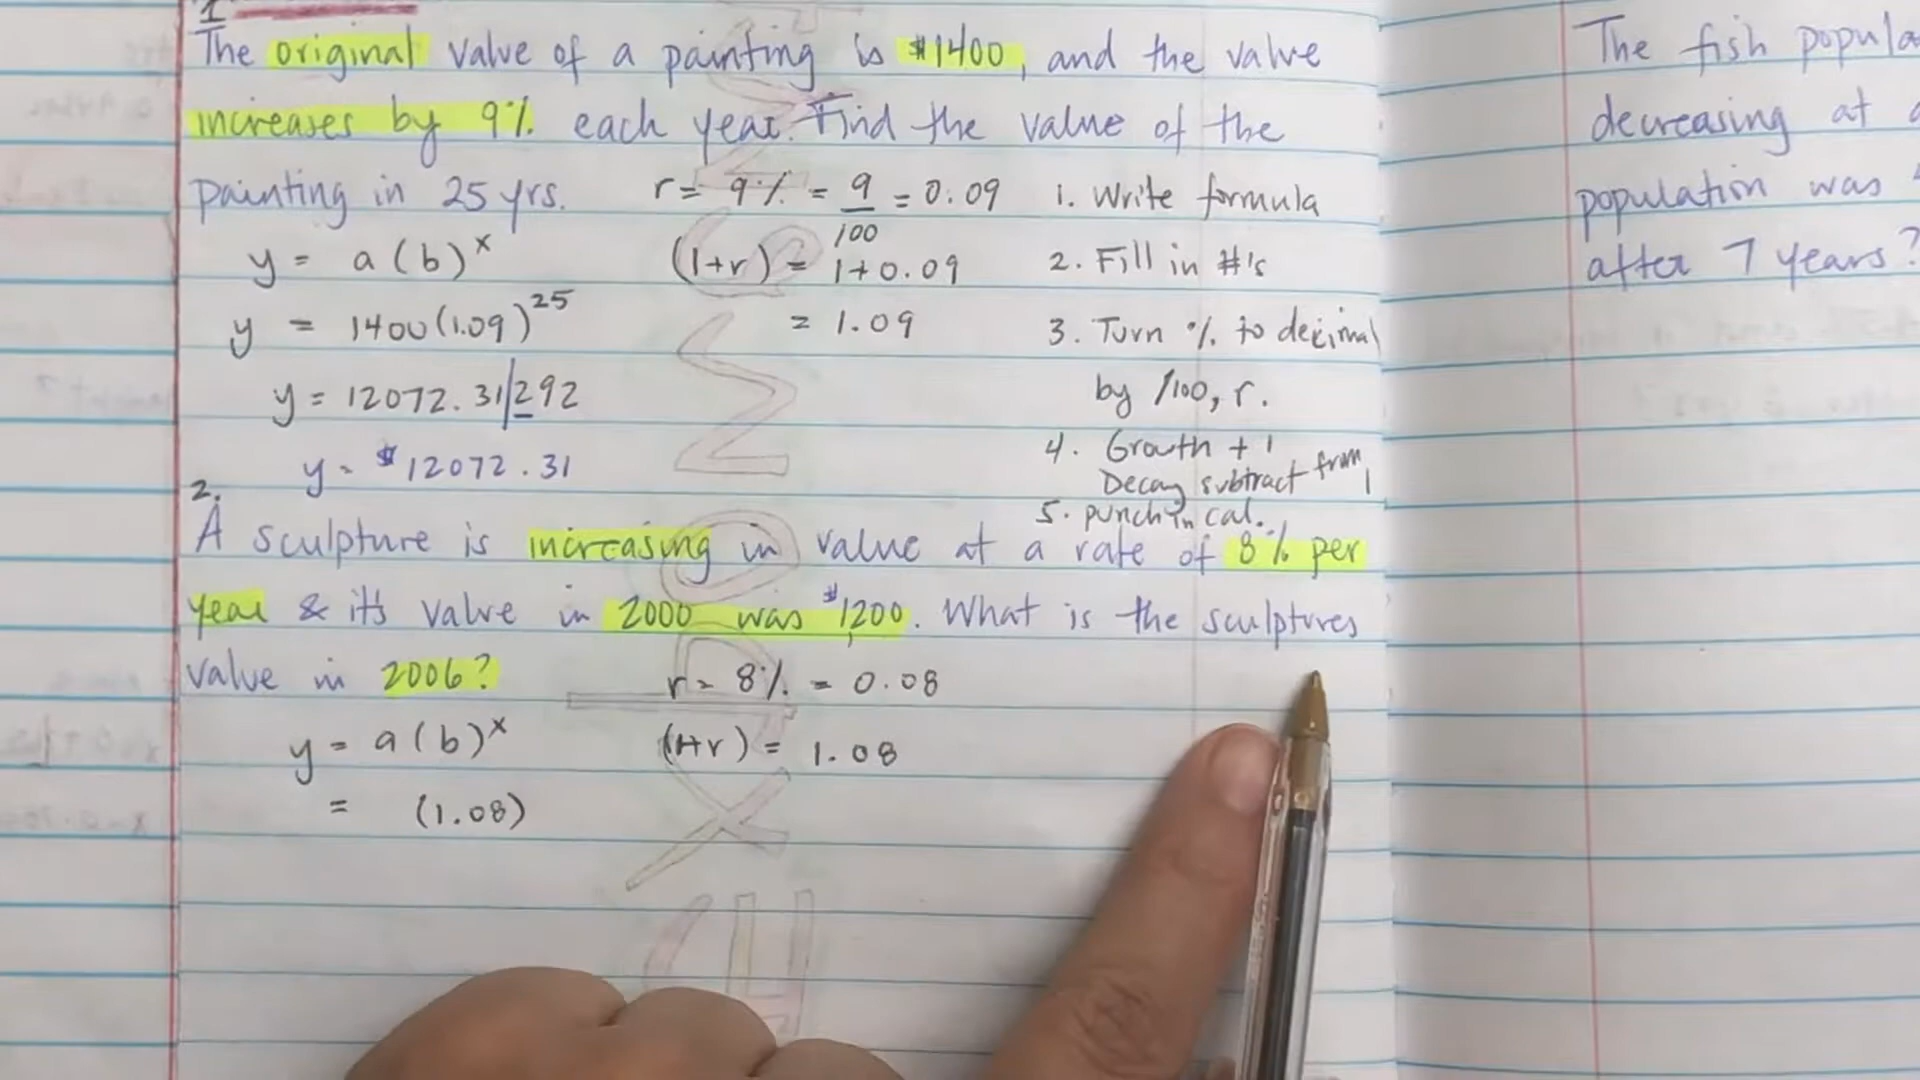 1
The original value of a painting is $1400, and the value
increases by 9% each year. Find the value of the
painting in 25 yrs.
r = 9% = 9/100 = 0.09
1. Write formula
y = a(b)^x
(1+r) = 1+0.09
2. Fill in #'s
y = 1400(1.09)^25
= 1.09
3. Turn % to decimal
by /100, r.
y = 12072.31|292
4. Growth + 1
Decay subtract from 1
y = $12072.31
5. punch in cal.
2.
A sculpture is increasing in value at a rate of 8% per
year & it's value in 2000 was $1200. What is the sculptures
value in 2006?
r = 8% = 0.08
y = a(b)^x
(1+r) = 1.08
= (1.08)
The fish popula
decreasing at a
population was
after 7 years?